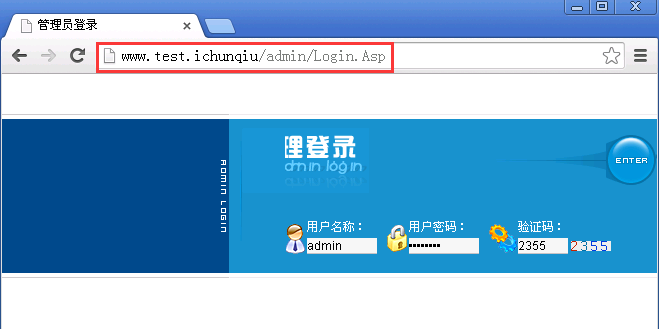 管理员登录
www.test.ichunqiu/admin/Login.Asp
理登录
dmin login
ENTER
ADMIN LOGIN
用户名称： 用户密码： 验证码：
admin •••••••• 2355 2355